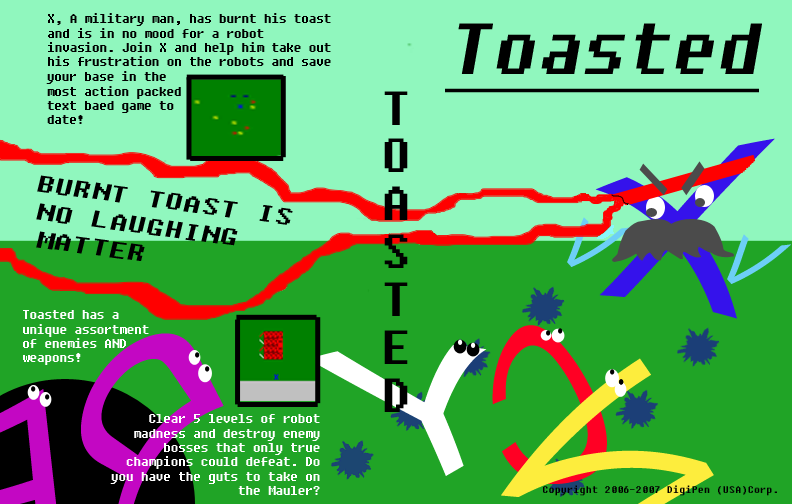 X, A military man, has burnt his toast
and is in no mood for a robot
invasion. Join X and help him take out
his frustration on the robots and save
your base in the
most action packed
text baed game to
date!
BURNT TOAST IS
NO LAUGHING
MATTER
Toasted has a
unique assortment
of enemies AND
weapons!
Clear 5 levels of robot
madness and destroy enemy
bosses that only true
champions could defeat. Do
you have the guts to take on
the Mauler?
TOASTED
Toasted
Copyright 2006-2007 DigiPen (USA)Corp.